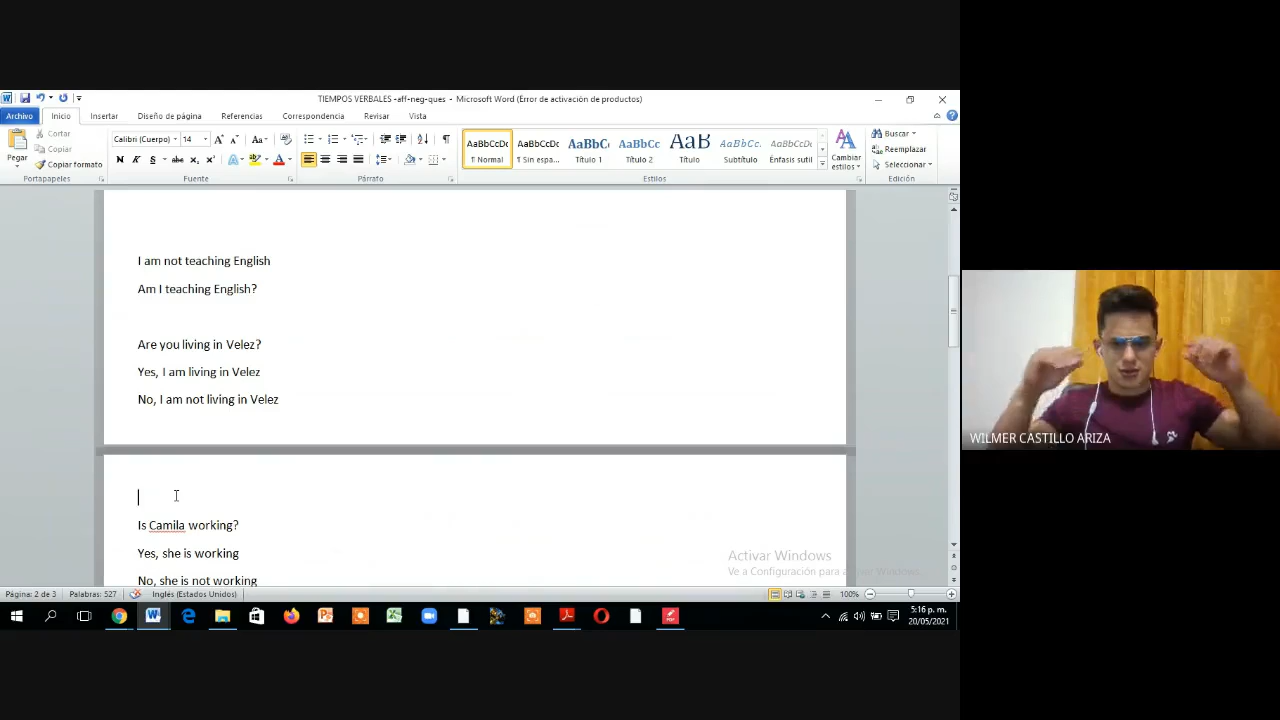 TIEMPOS VERBALES -aff-neg-ques - Microsoft Word (Error de activación de productos)
Archivo Inicio Insertar Diseño de página Referencias Correspondencia Revisar Vista
Pegar
Cortar
Copiar
Copiar formato
Portapapeles
Calibri (Cuerpo) 14
Fuente
Párrafo
AaBbCcDc AaBbCcDc AaBbC AaBbCc AaB AaBbCc. AaBbCcDc
¶ Normal ¶ Sin espa... Título 1 Título 2 Título Subtítulo Énfasis sutil
Cambiar estilos
Estilos
Buscar
Reemplazar
Seleccionar
Edición
I am not teaching English
Am I teaching English?
Are you living in Velez?
Yes, I am living in Velez
No, I am not living in Velez
Is Camila working?
Yes, she is working
No, she is not working
Activar Windows
Ve a Configuración para activar Windows.
Página: 2 de 3 Palabras: 527 Inglés (Estados Unidos) 100%
5:16 p. m.
20/05/2021
WILMER CASTILLO ARIZA